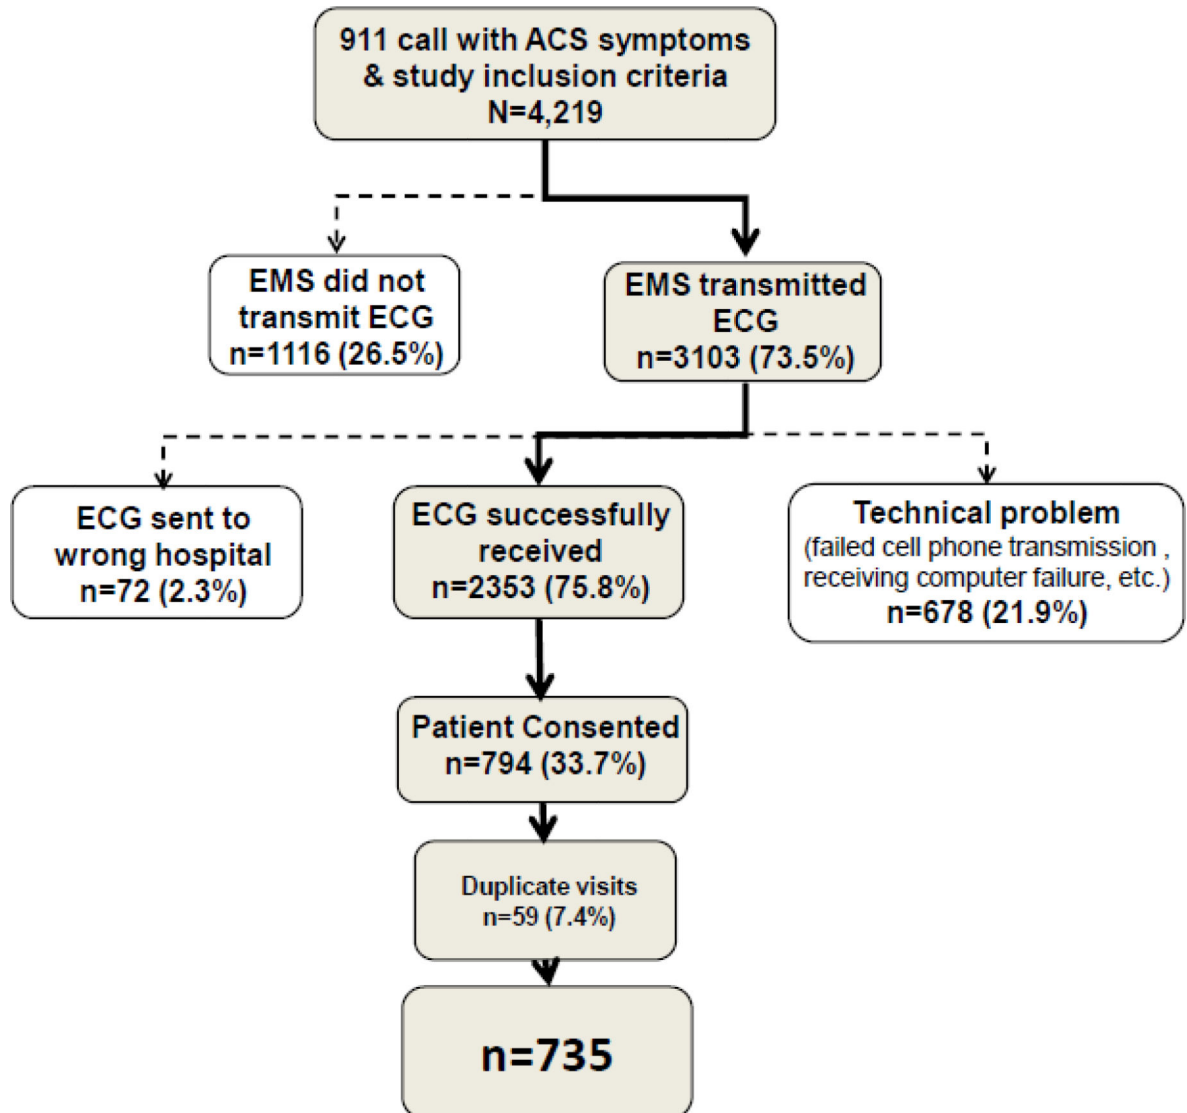 911 call with ACS symptoms
& study inclusion criteria
N=4,219
EMS did not
transmit ECG
n=1116 (26.5%)
EMS transmitted
ECG
n=3103 (73.5%)
ECG sent to
wrong hospital
n=72 (2.3%)
ECG successfully
received
n=2353 (75.8%)
Technical problem
(failed cell phone transmission ,
receiving computer failure, etc.)
n=678 (21.9%)
Patient Consented
n=794 (33.7%)
Duplicate visits
n=59 (7.4%)
n=735